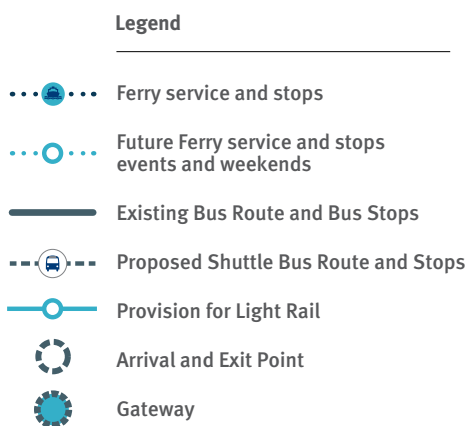 Legend
Ferry service and stops
Future Ferry service and stops
events and weekends
Existing Bus Route and Bus Stops
Proposed Shuttle Bus Route and Stops
Provision for Light Rail
Arrival and Exit Point
Gateway